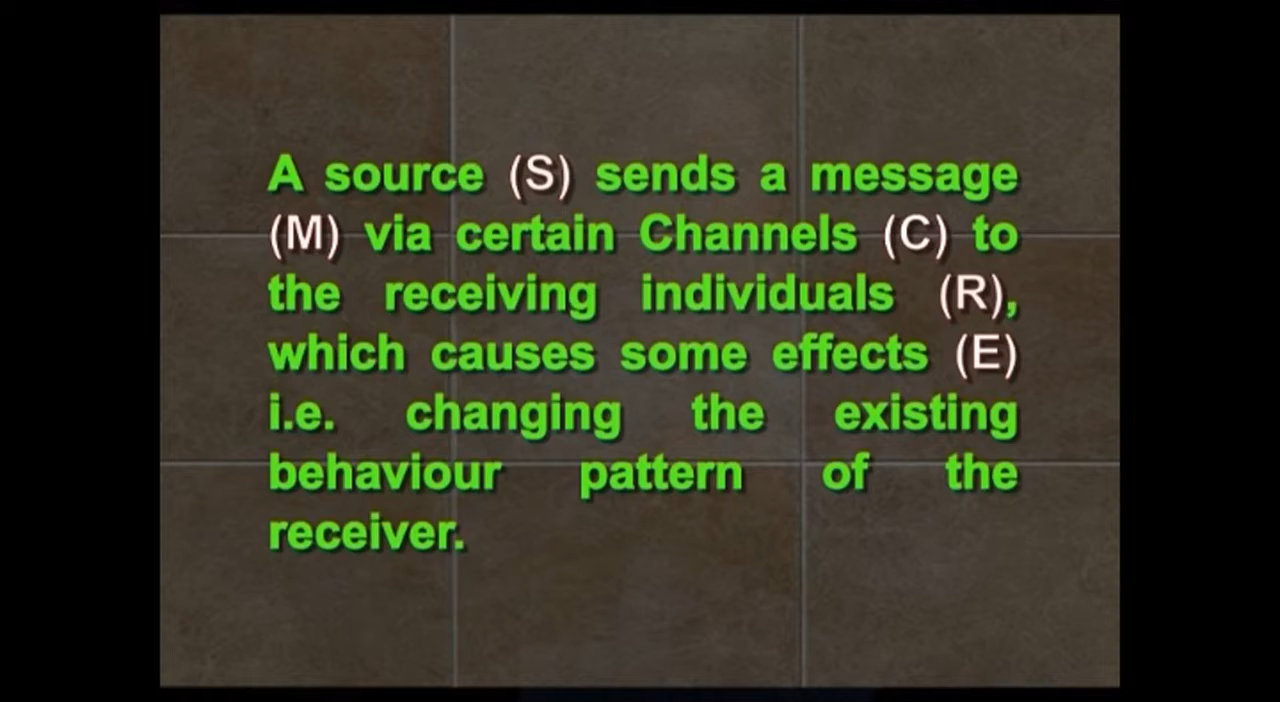 A source (S) sends a message
(M) via certain Channels (C) to
the receiving individuals (R),
which causes some effects (E)
i.e. changing the existing
behaviour pattern of the
receiver.